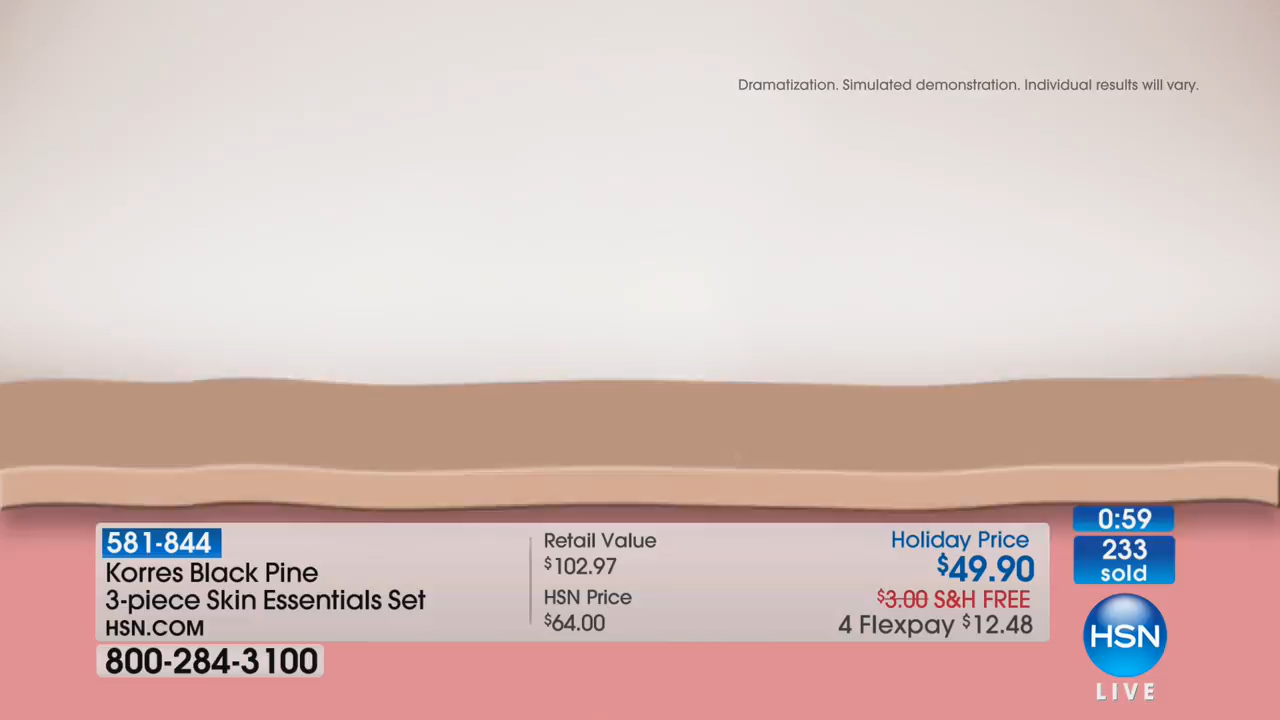 Dramatization. Simulated demonstration. Individual results will vary.
581-844
Korres Black Pine
3-piece Skin Essentials Set
HSN.COM
800-284-3100
Retail Value
$102.97
HSN Price
$64.00
Holiday Price
$49.90
$3.00 S&H FREE
4 Flexpay $12.48
0:59
233
sold
HSN
LIVE